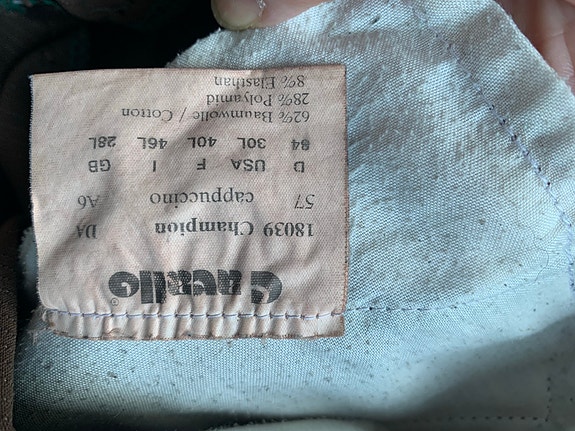 Cavallo®
18039 Champion DA
57 cappuccino A6
D USA F I GB
84 30L 40L 46L 28L
62% Baumwolle / Cotton
28% Polyamid
8% Elasthan